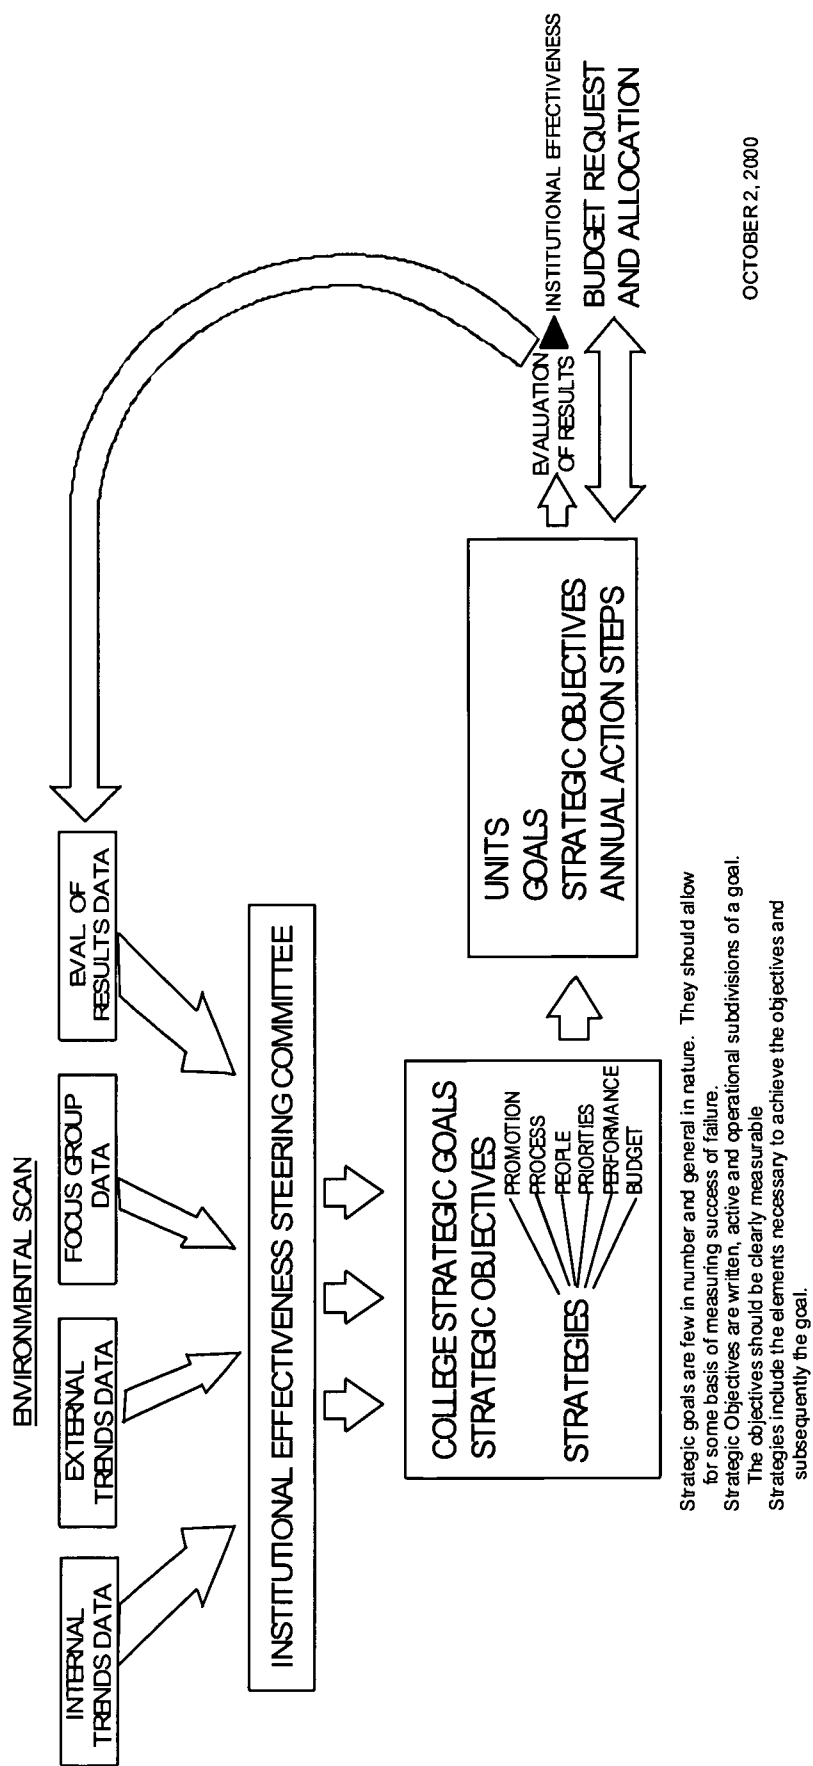 ENVIRONMENTAL SCAN
INTERNAL
TRENDS DATA
EXTERNAL
TRENDS DATA
FOCUS GROUP
DATA
EVAL OF
RESULTS DATA
INSTITUTIONAL EFFECTIVENESS STEERING COMMITTEE
COLLEGE STRATEGIC GOALS
STRATEGIC OBJECTIVES
STRATEGIES
PROMOTION
PROCESS
PEOPLE
PRIORITIES
PERFORMANCE
BUDGET
UNITS
GOALS
STRATEGIC OBJECTIVES
ANNUAL ACTION STEPS
EVALUATION
OF RESULTS
INSTITUTIONAL EFFECTIVENESS
BUDGET REQUEST
AND ALLOCATION
Strategic goals are few in number and general in nature. They should allow
for some basis of measuring success of failure.
Strategic Objectives are written, active and operational subdivisions of a goal.
The objectives should be clearly measurable
Strategies include the elements necessary to achieve the objectives and
subsequently the goal.
OCTOBER 2, 2000